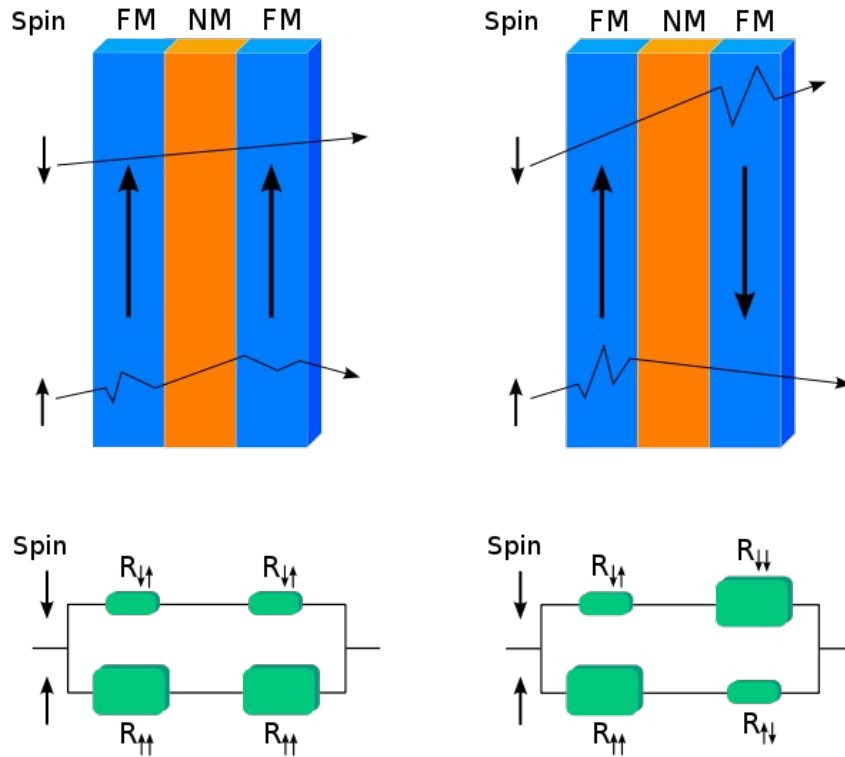 Spin FM NM FM
Spin FM NM FM
Spin
R↓↑ R↓↑
R↑↑ R↑↑
Spin
R↓↑ R↓↓
R↑↑ R↑↓